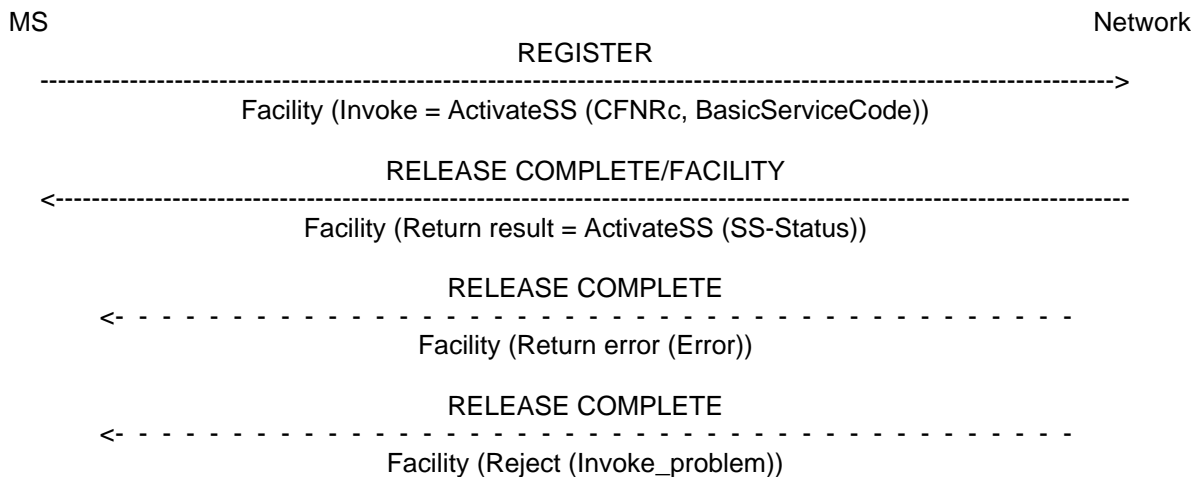 MS Network
REGISTER
------------------------------------------------------------------------------------------------------------------------>
Facility (Invoke = ActivateSS (CFNRc, BasicServiceCode))
RELEASE COMPLETE/FACILITY
<------------------------------------------------------------------------------------------------------------------------
Facility (Return result = ActivateSS (SS-Status))
RELEASE COMPLETE
<- - - - - - - - - - - - - - - - - - - - - - - - - - - - - - - - - - - - - - - - -
Facility (Return error (Error))
RELEASE COMPLETE
<- - - - - - - - - - - - - - - - - - - - - - - - - - - - - - - - - - - - - - - - -
Facility (Reject (Invoke_problem))